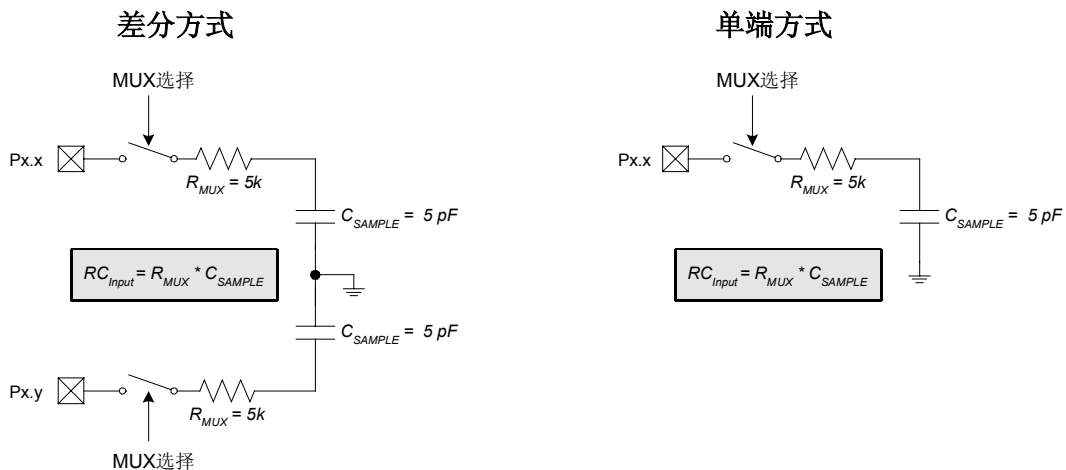 差分方式
MUX选择
Px.x
R_MUX = 5k
C_SAMPLE = 5 pF
RC_Input = R_MUX * C_SAMPLE
C_SAMPLE = 5 pF
Px.y
R_MUX = 5k
MUX选择
单端方式
MUX选择
Px.x
R_MUX = 5k
C_SAMPLE = 5 pF
RC_Input = R_MUX * C_SAMPLE